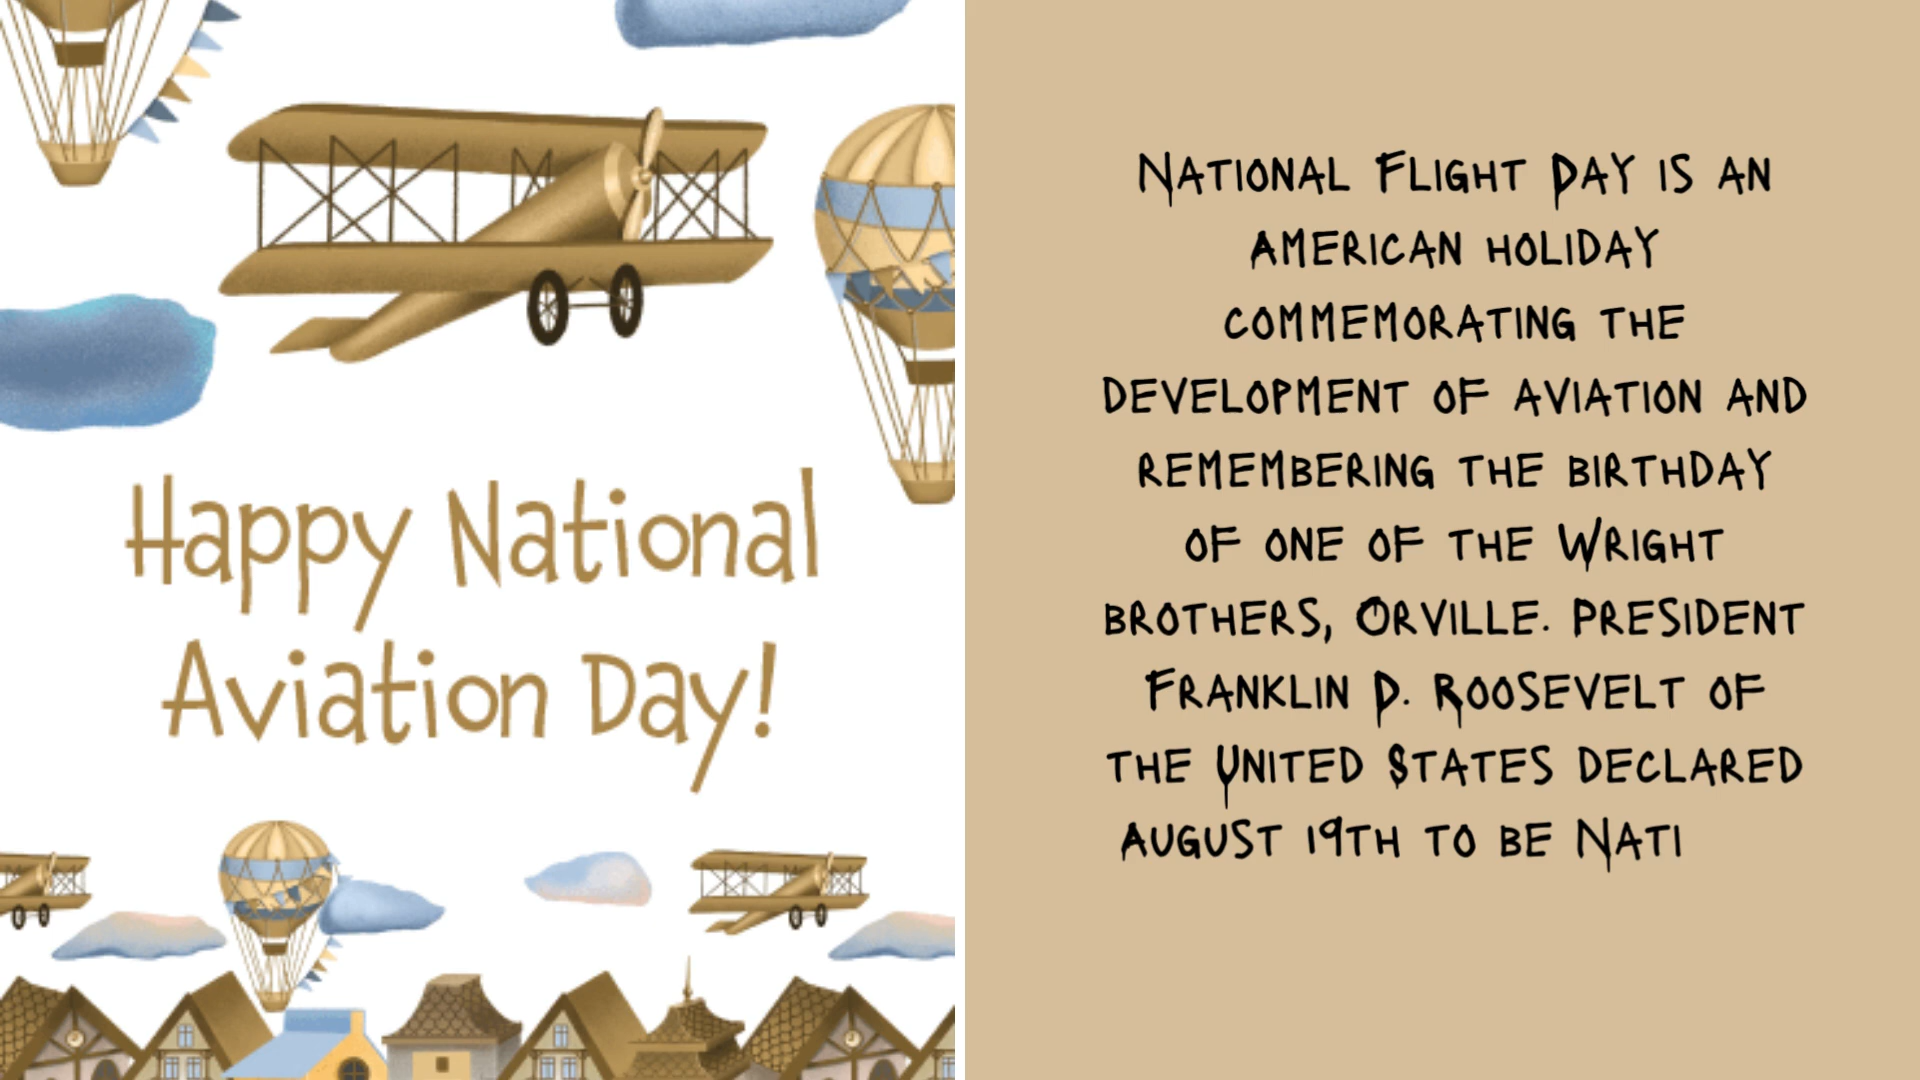 Happy National
Aviation Day!
National Flight Day is an
american holiday
commemorating the
development of aviation and
remembering the birthday
of one of the Wright
brothers, Orville. president
Franklin D. Roosevelt of
the United States declared
august 19th to be Nati